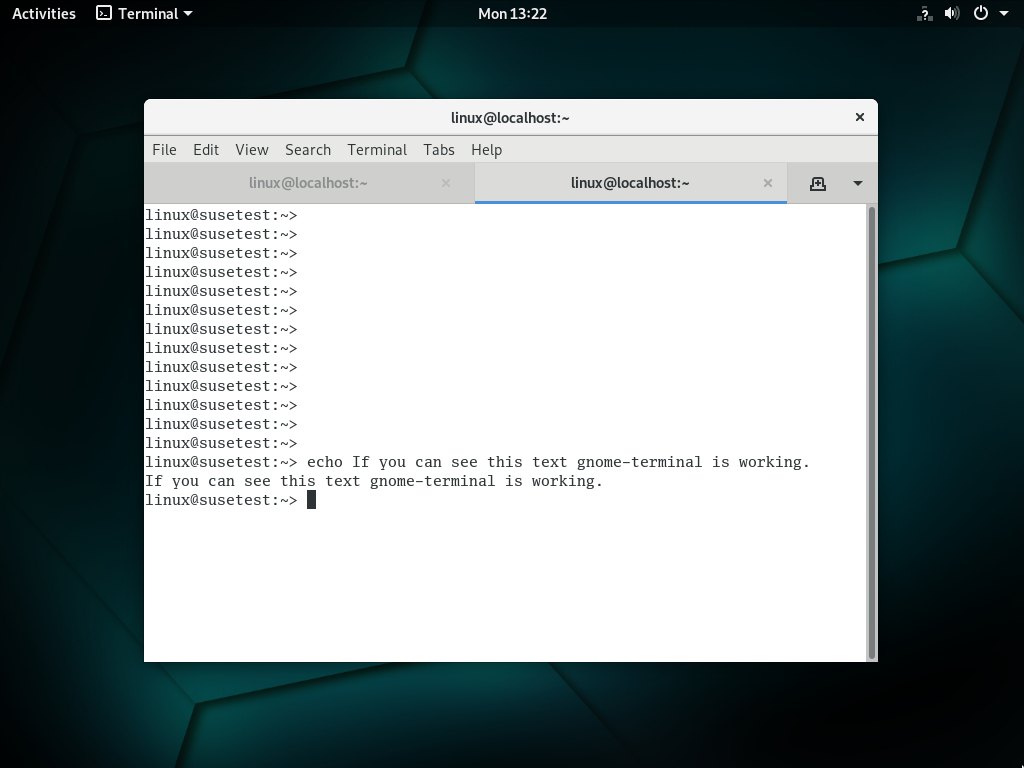 Activities Terminal Mon 13:22 ?
linux@localhost:~
File Edit View Search Terminal Tabs Help
linux@localhost:~ linux@localhost:~
linux@susetest:~>
linux@susetest:~>
linux@susetest:~>
linux@susetest:~>
linux@susetest:~>
linux@susetest:~>
linux@susetest:~>
linux@susetest:~>
linux@susetest:~>
linux@susetest:~>
linux@susetest:~>
linux@susetest:~>
linux@susetest:~>
linux@susetest:~> echo If you can see this text gnome-terminal is working.
If you can see this text gnome-terminal is working.
linux@susetest:~>